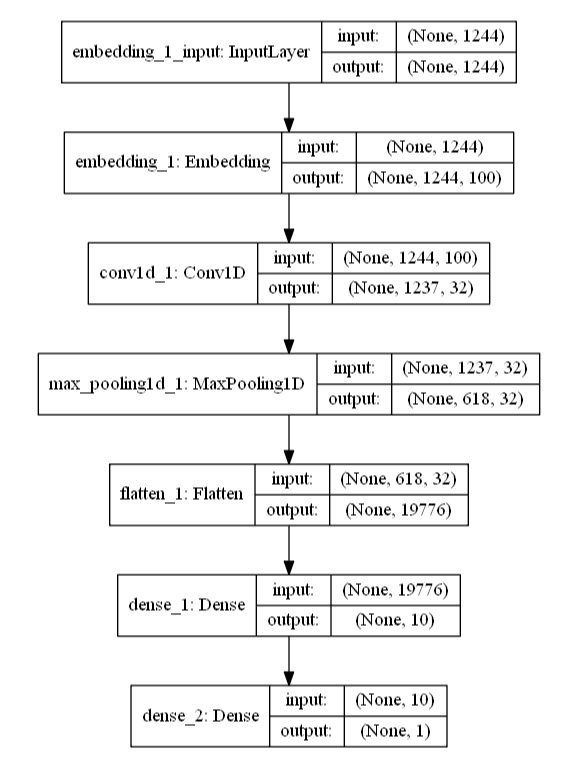 embedding_1_input: InputLayer
input: (None, 1244)
output: (None, 1244)
embedding_1: Embedding
input: (None, 1244)
output: (None, 1244, 100)
conv1d_1: Conv1D
input: (None, 1244, 100)
output: (None, 1237, 32)
max_pooling1d_1: MaxPooling1D
input: (None, 1237, 32)
output: (None, 618, 32)
flatten_1: Flatten
input: (None, 618, 32)
output: (None, 19776)
dense_1: Dense
input: (None, 19776)
output: (None, 10)
dense_2: Dense
input: (None, 10)
output: (None, 1)